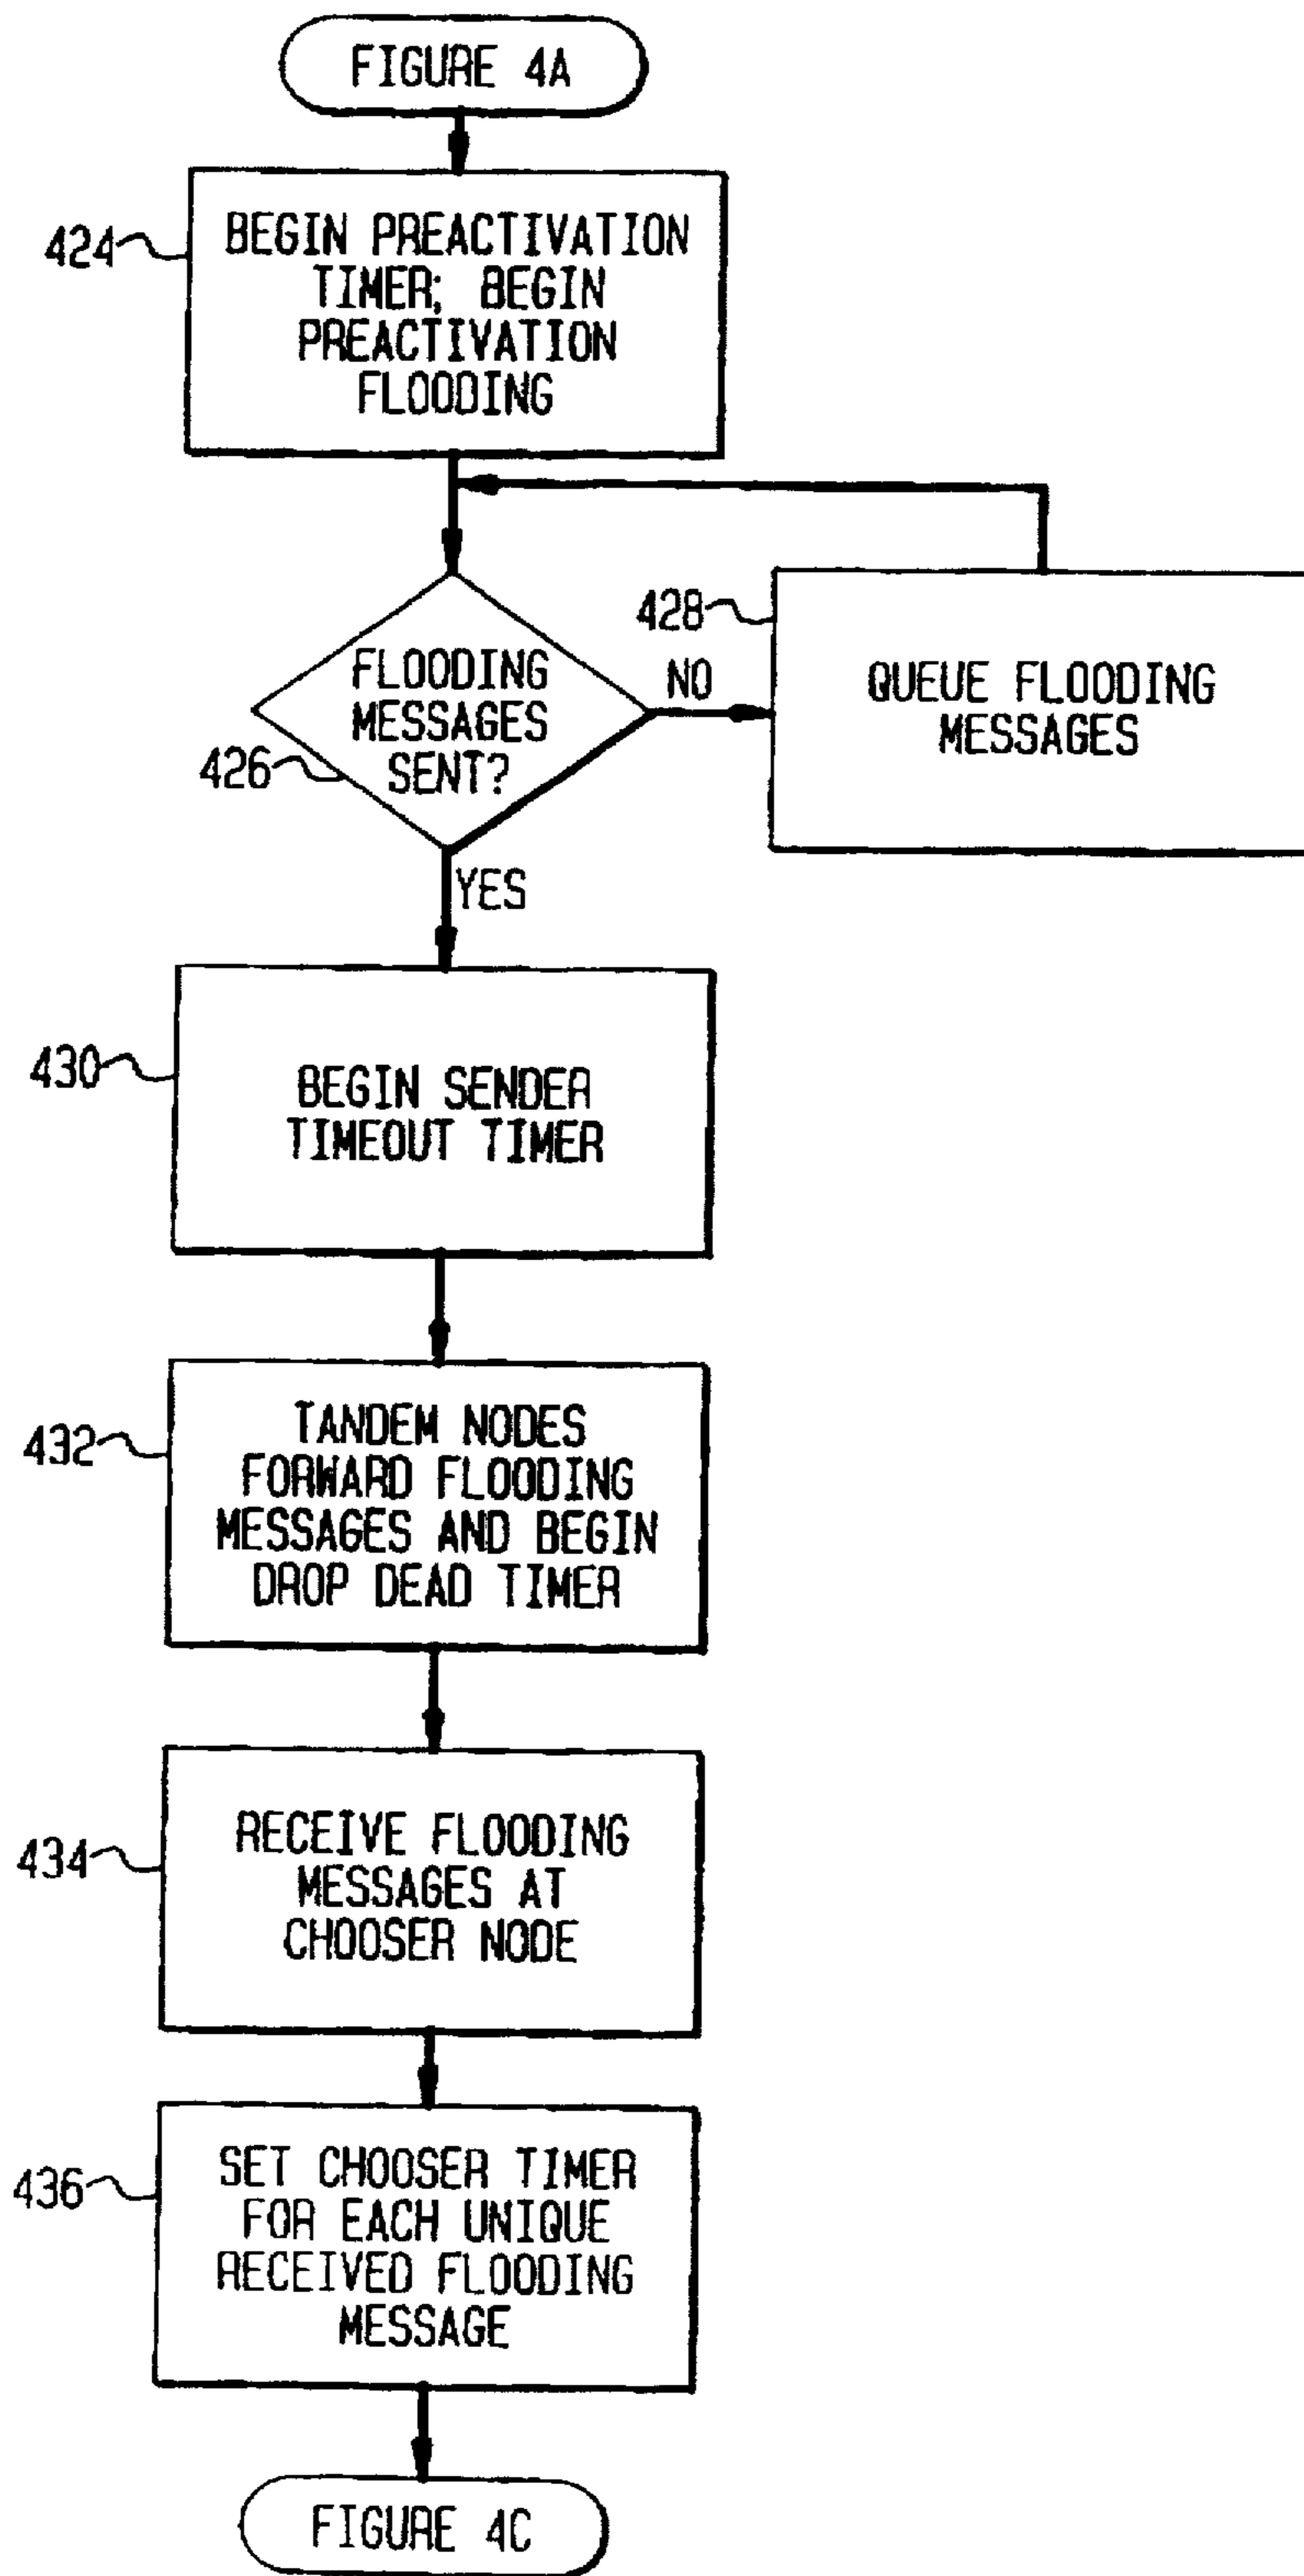 FIGURE 4A
424
BEGIN PREACTIVATION
TIMER; BEGIN
PREACTIVATION
FLOODING
428
QUEUE FLOODING
MESSAGES
NO
FLOODING
MESSAGES
SENT?
426
YES
430
BEGIN SENDER
TIMEOUT TIMER
432
TANDEM NODES
FORWARD FLOODING
MESSAGES AND BEGIN
DROP DEAD TIMER
434
RECEIVE FLOODING
MESSAGES AT
CHOOSER NODE
436
SET CHOOSER TIMER
FOR EACH UNIQUE
RECEIVED FLOODING
MESSAGE
FIGURE 4C